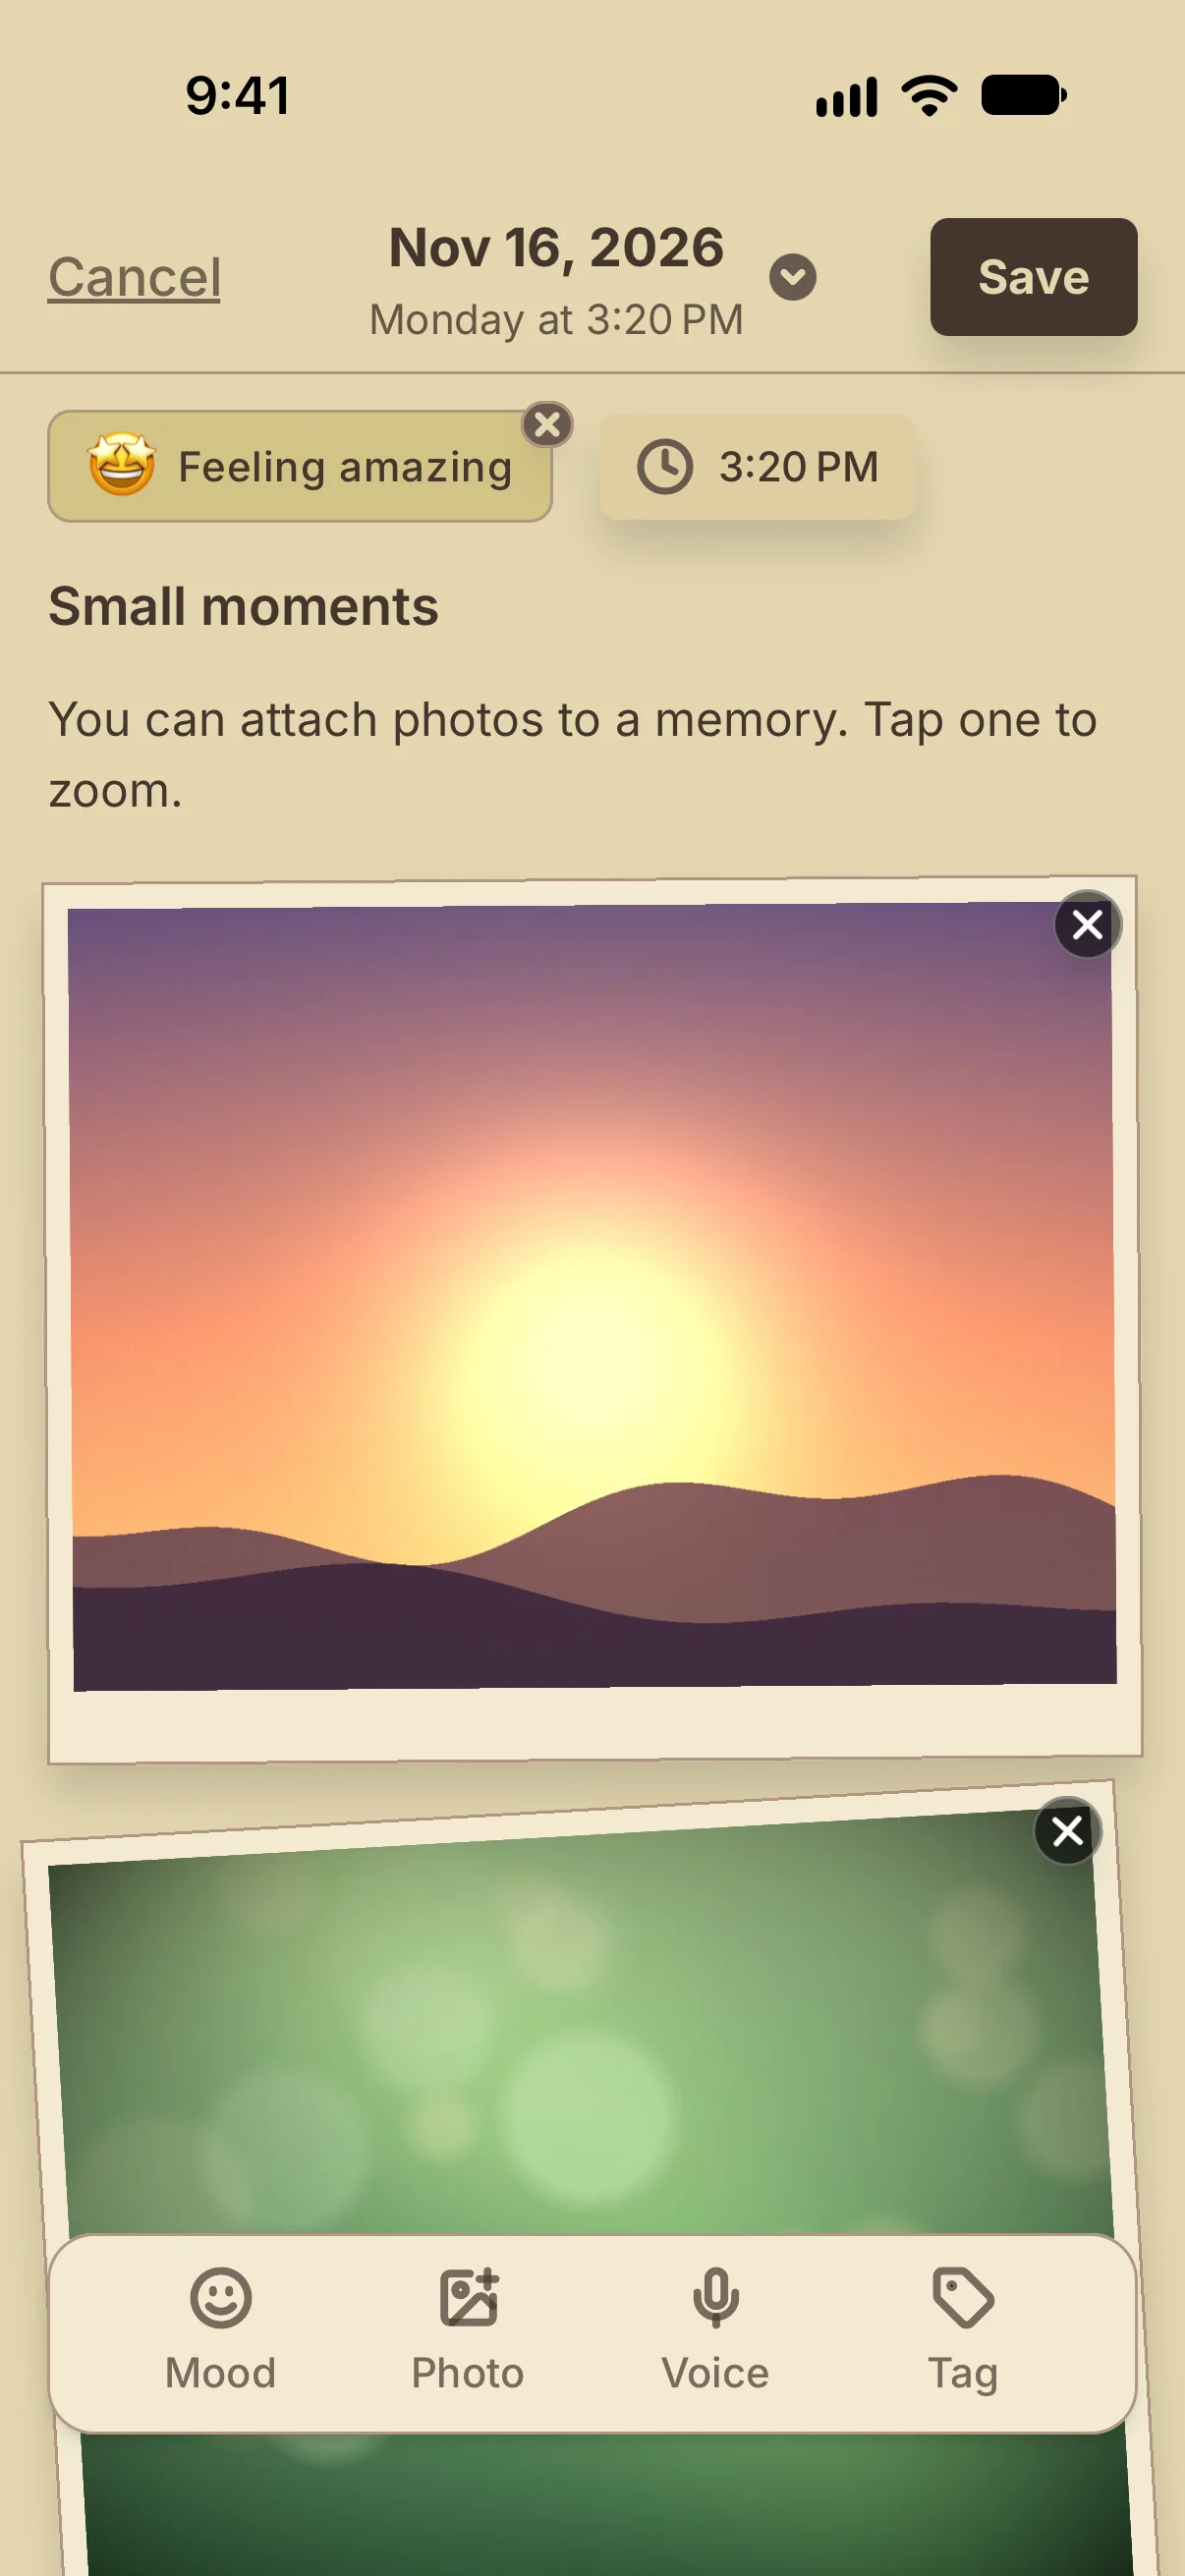 9:41
Cancel
Nov 16, 2026
Monday at 3:20 PM
Save
Feeling amazing
3:20 PM
Small moments
You can attach photos to a memory. Tap one to
zoom.
Mood
Photo
Voice
Tag